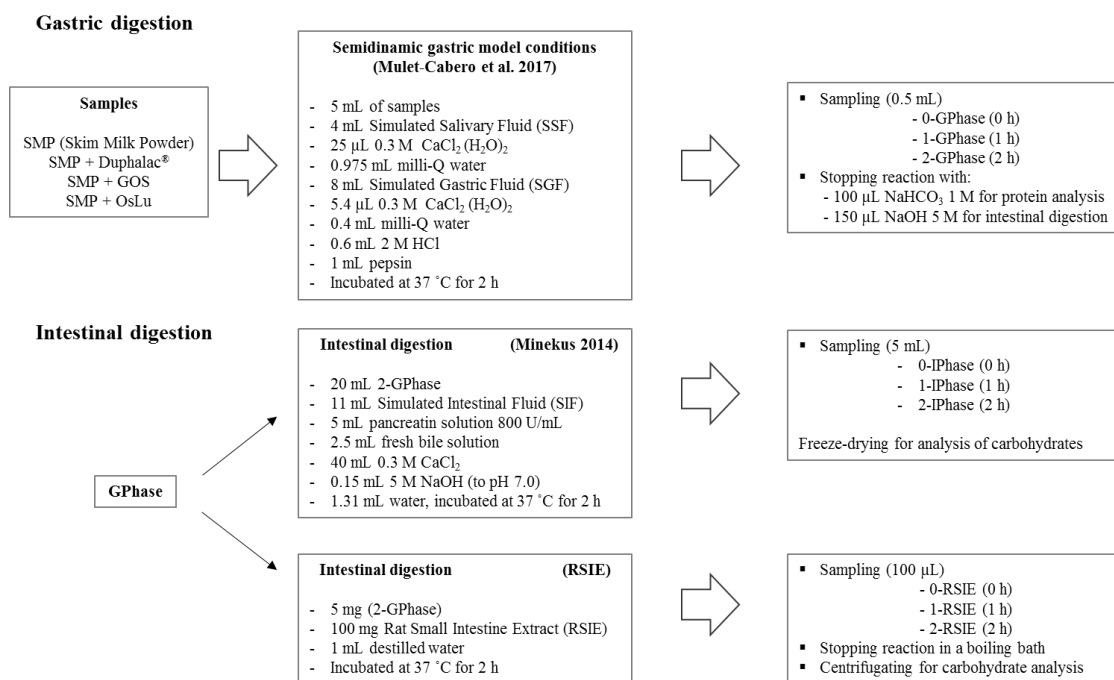 Gastric digestion
Samples
SMP (Skim Milk Powder)
SMP + Duphalac®
SMP + GOS
SMP + OsLu
Semidinamic gastric model conditions
(Mulet-Cabero et al. 2017)
- 5 mL of samples
- 4 mL Simulated Salivary Fluid (SSF)
- 25 µL 0.3 M CaCl₂ (H₂O)₂
- 0.975 mL milli-Q water
- 8 mL Simulated Gastric Fluid (SGF)
- 5.4 µL 0.3 M CaCl₂ (H₂O)₂
- 0.4 mL milli-Q water
- 0.6 mL 2 M HCl
- 1 mL pepsin
- Incubated at 37 ˚C for 2 h
▪ Sampling (0.5 mL)
- 0-GPhase (0 h)
- 1-GPhase (1 h)
- 2-GPhase (2 h)
▪ Stopping reaction with:
- 100 µL NaHCO₃ 1 M for protein analysis
- 150 µL NaOH 5 M for intestinal digestion
Intestinal digestion
GPhase
Intestinal digestion (Minekus 2014)
- 20 mL 2-GPhase
- 11 mL Simulated Intestinal Fluid (SIF)
- 5 mL pancreatin solution 800 U/mL
- 2.5 mL fresh bile solution
- 40 mL 0.3 M CaCl₂
- 0.15 mL 5 M NaOH (to pH 7.0)
- 1.31 mL water, incubated at 37 ˚C for 2 h
▪ Sampling (5 mL)
- 0-IPhase (0 h)
- 1-IPhase (1 h)
- 2-IPhase (2 h)
Freeze-drying for analysis of carbohydrates
Intestinal digestion (RSIE)
- 5 mg (2-GPhase)
- 100 mg Rat Small Intestine Extract (RSIE)
- 1 mL destilled water
- Incubated at 37 ˚C for 2 h
▪ Sampling (100 µL)
- 0-RSIE (0 h)
- 1-RSIE (1 h)
- 2-RSIE (2 h)
▪ Stopping reaction in a boiling bath
▪ Centrifugating for carbohydrate analysis